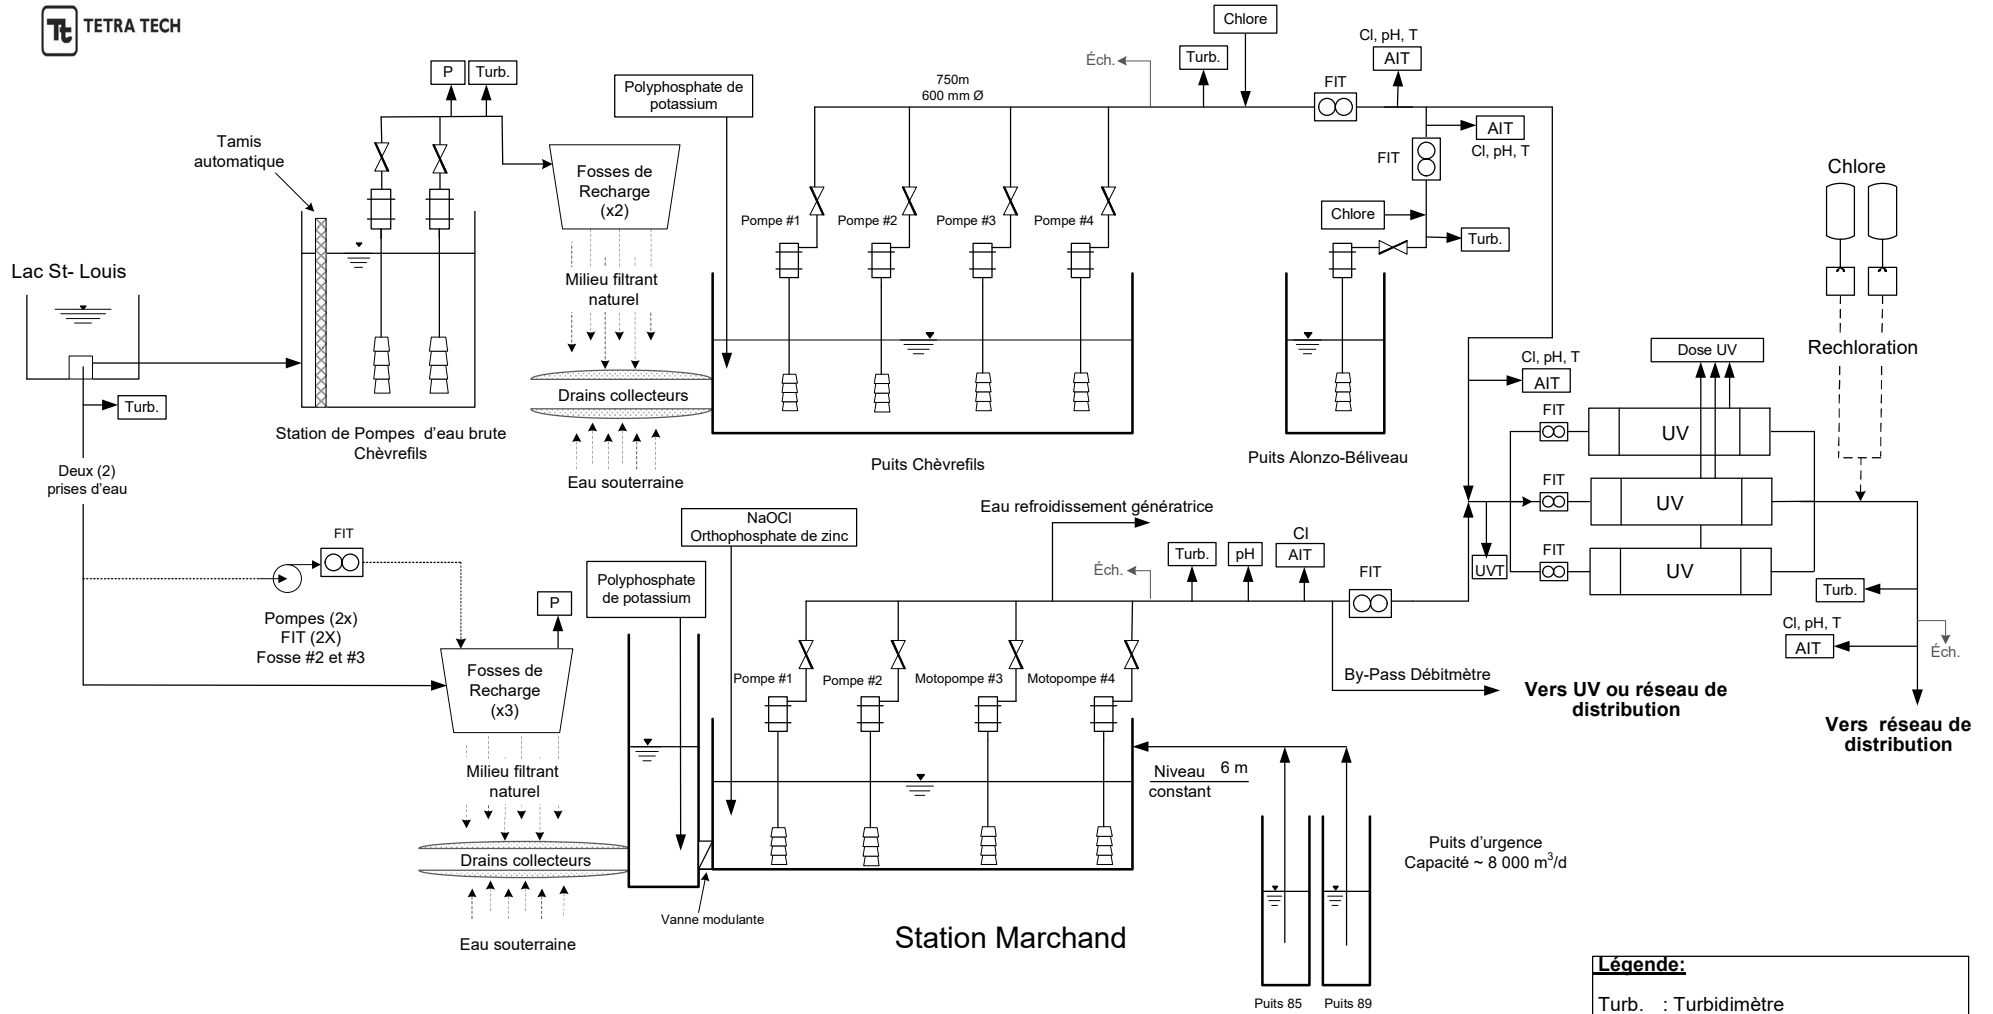 Tt TETRA TECH
Chlore
Cl, pH, T
AIT
Éch.
Turb.
P
Turb.
FIT
Polyphosphate de
potassium
750m
600 mm Ø
Tamis
automatique
AIT
Cl, pH, T
FIT
Fosses de
Recharge
(x2)
Chlore
Chlore
Turb.
Pompe #1
Pompe #2
Pompe #3
Pompe #4
Lac St- Louis
Milieu filtrant
naturel
Rechloration
Dose UV
Cl, pH, T
AIT
Drains collecteurs
Turb.
FIT
UV
Station de Pompes d’eau brute
Chèvrefils
Puits Chèvrefils
Puits Alonzo-Béliveau
Eau souterraine
Deux (2)
prises d’eau
FIT
UV
Eau refroidissement génératrice
NaOCl
Orthophosphate de zinc
FIT
Cl
Turb.
pH
AIT
FIT
UV
UVT
Éch.
FIT
Polyphosphate
de potassium
Turb.
P
Pompes (2x)
FIT (2X)
Fosse #2 et #3
Cl, pH, T
AIT
Éch.
Fosses de
Recharge
(x3)
Pompe #1
Pompe #2
Motopompe #3
Motopompe #4
By-Pass Débitmètre
Vers UV ou réseau de
distribution
Vers réseau de
distribution
Milieu filtrant
naturel
Niveau 6 m
constant
Drains collecteurs
Puits d’urgence
Capacité ~ 8 000 m³/d
Vanne modulante
Eau souterraine
Station Marchand
Puits 85
Puits 89
Légende:
Turb. : Turbidimètre